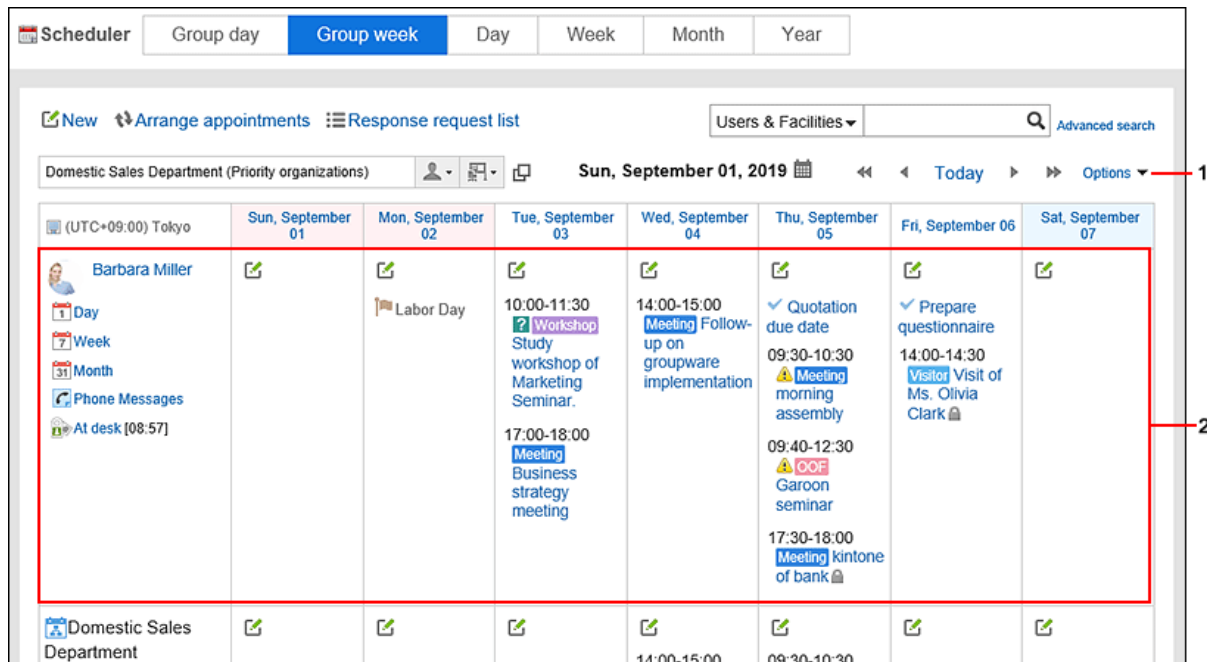 Scheduler Group day Group week Day Week Month Year
New Arrange appointments Response request list Users & Facilities Advanced search
Domestic Sales Department (Priority organizations) Sun, September 01, 2019 Today Options 1
(UTC+09:00) Tokyo
Sun, September
01
Mon, September
02
Tue, September
03
Wed, September
04
Thu, September
05
Fri, September 06
Sat, September
07
Barbara Miller
1 Day
7 Week
31 Month
Phone Messages
At desk [08:57]
Labor Day
10:00-11:30
? Workshop
Study
workshop of
Marketing
Seminar.
17:00-18:00
Meeting
Business
strategy
meeting
14:00-15:00
Meeting Follow-
up on
groupware
implementation
Quotation
due date
09:30-10:30
Meeting
morning
assembly
09:40-12:30
OOF
Garoon
seminar
17:30-18:00
Meeting kintone
of bank
Prepare
questionnaire
14:00-14:30
Visitor Visit of
Ms. Olivia
Clark
2
Domestic Sales
Department
14:00-15:00
09:30-10:30